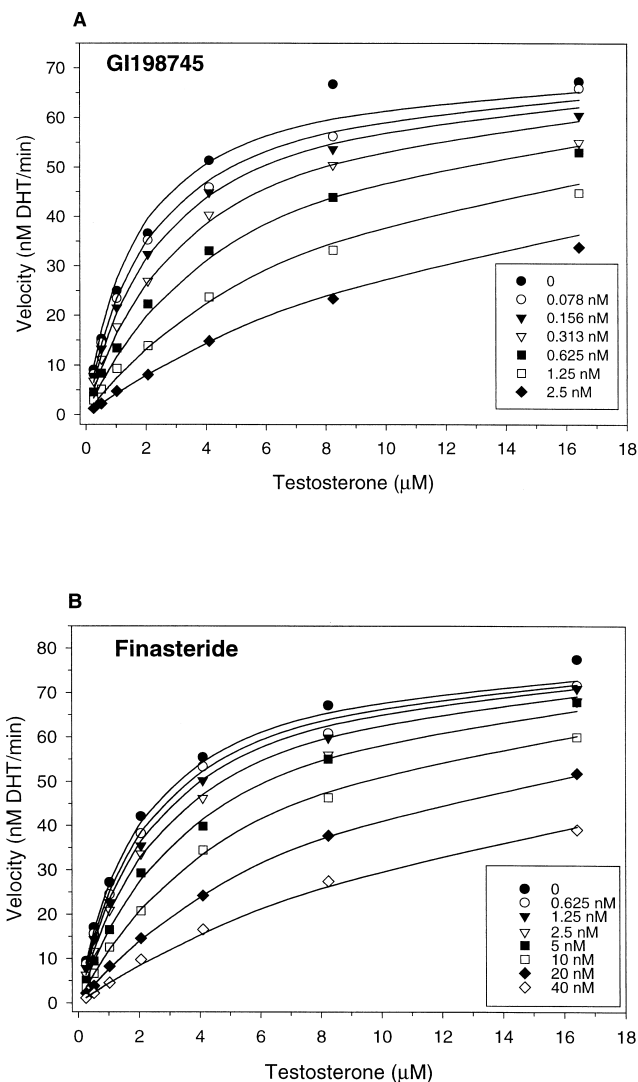 A
GI198745
Velocity (nM DHT/min)
70
60
50
40
30
20
10
0
0
0.078 nM
0.156 nM
0.313 nM
0.625 nM
1.25 nM
2.5 nM
0 2 4 6 8 10 12 14 16 18
Testosterone (μM)
B
Finasteride
Velocity (nM DHT/min)
80
70
60
50
40
30
20
10
0
0
0.625 nM
1.25 nM
2.5 nM
5 nM
10 nM
20 nM
40 nM
0 2 4 6 8 10 12 14 16 18
Testosterone (μM)